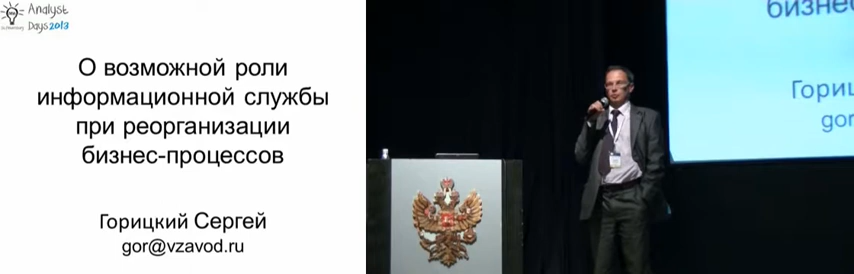 Analyst
Days 2013
О возможной роли
информационной службы
при реорганизации
бизнес-процессов
Горицкий Сергей
gor@vzavod.ru
бизнес
Гориц
gor